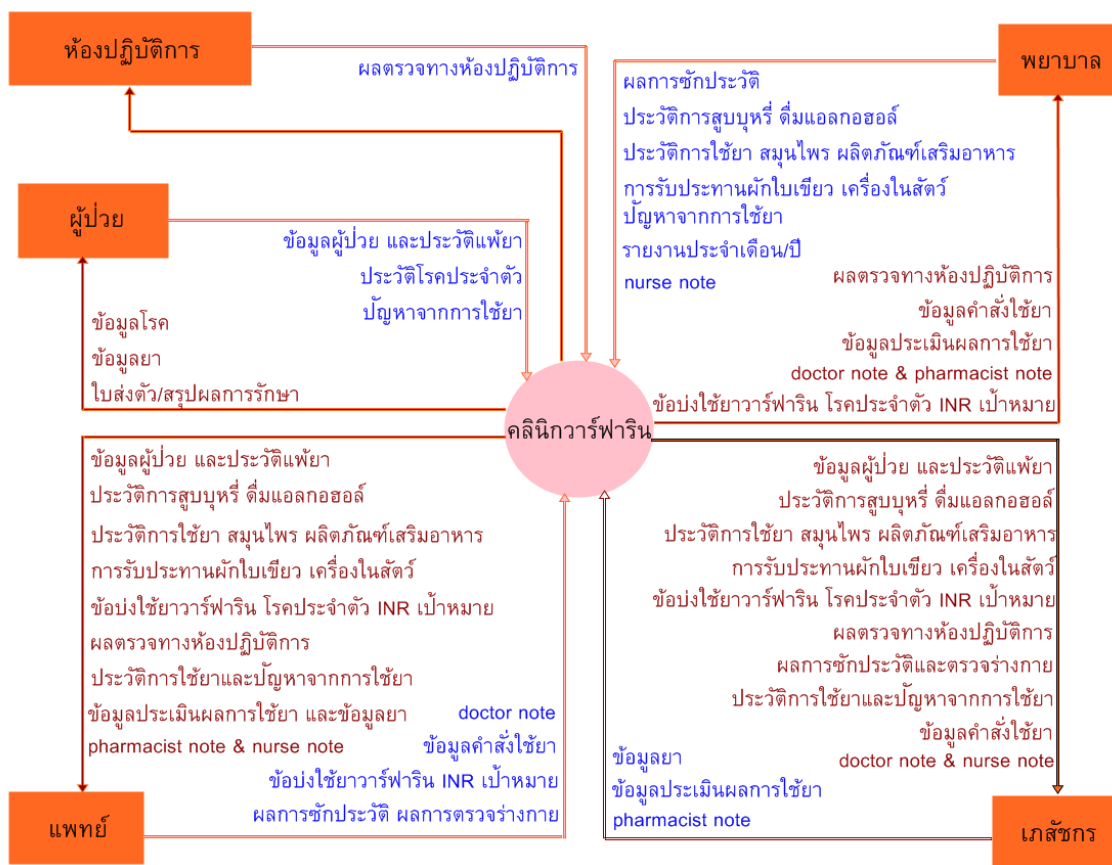 ห้องปฏิบัติการ
ผลตรวจทางห้องปฏิบัติการ
พยาบาล
ผลการซักประวัติ
ประวัติการสูบบุหรี่ ดื่มแอลกอฮอล์
ประวัติการใช้ยา สมุนไพร ผลิตภัณฑ์เสริมอาหาร
การรับประทานผักใบเขียว เครื่องในสัตว์
ปัญหาจากการใช้ยา
รายงานประจำเดือน/ปี
nurse note
ผลตรวจทางห้องปฏิบัติการ
ข้อมูลคำสั่งใช้ยา
ข้อมูลประเมินผลการใช้ยา
doctor note & pharmacist note
ข้อบ่งใช้ยาวาร์ฟาริน โรคประจำตัว INR เป้าหมาย
ผู้ป่วย
ข้อมูลผู้ป่วย และประวัติแพ้ยา
ประวัติโรคประจำตัว
ปัญหาจากการใช้ยา
ข้อมูลโรค
ข้อมูลยา
ใบส่งตัว/สรุปผลการรักษา
คลินิกวาร์ฟาริน
ข้อมูลผู้ป่วย และประวัติแพ้ยา
ประวัติการสูบบุหรี่ ดื่มแอลกอฮอล์
ประวัติการใช้ยา สมุนไพร ผลิตภัณฑ์เสริมอาหาร
การรับประทานผักใบเขียว เครื่องในสัตว์
ข้อบ่งใช้ยาวาร์ฟาริน โรคประจำตัว INR เป้าหมาย
ผลตรวจทางห้องปฏิบัติการ
ประวัติการใช้ยาและปัญหาจากการใช้ยา
ข้อมูลประเมินผลการใช้ยา และข้อมูลยา
pharmacist note & nurse note
doctor note
ข้อมูลคำสั่งใช้ยา
ข้อบ่งใช้ยาวาร์ฟาริน INR เป้าหมาย
ผลการซักประวัติ ผลการตรวจร่างกาย
แพทย์
ข้อมูลผู้ป่วย และประวัติแพ้ยา
ประวัติการสูบบุหรี่ ดื่มแอลกอฮอล์
ประวัติการใช้ยา สมุนไพร ผลิตภัณฑ์เสริมอาหาร
การรับประทานผักใบเขียว เครื่องในสัตว์
ข้อบ่งใช้ยาวาร์ฟาริน โรคประจำตัว INR เป้าหมาย
ผลตรวจทางห้องปฏิบัติการ
ผลการซักประวัติและตรวจร่างกาย
ประวัติการใช้ยาและปัญหาจากการใช้ยา
ข้อมูลคำสั่งใช้ยา
doctor note & nurse note
ข้อมูลยา
ข้อมูลประเมินผลการใช้ยา
pharmacist note
เภสัชกร